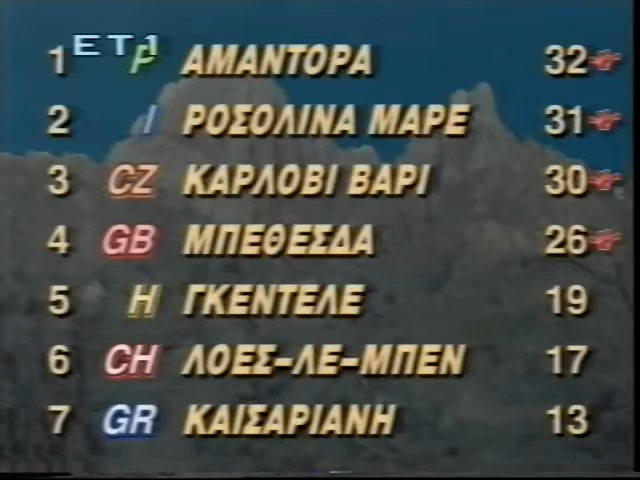 ET1
1 P ΑΜΑΝΤΟΡΑ 32
2 I ΡΟΣΟΛΙΝΑ ΜΑΡΕ 31
3 CZ ΚΑΡΛΟΒΙ ΒΑΡΙ 30
4 GB ΜΠΕΘΕΣΔΑ 26
5 H ΓΚΕΝΤΕΛΕ 19
6 CH ΛΟΕΣ-ΛΕ-ΜΠΕΝ 17
7 GR ΚΑΙΣΑΡΙΑΝΗ 13